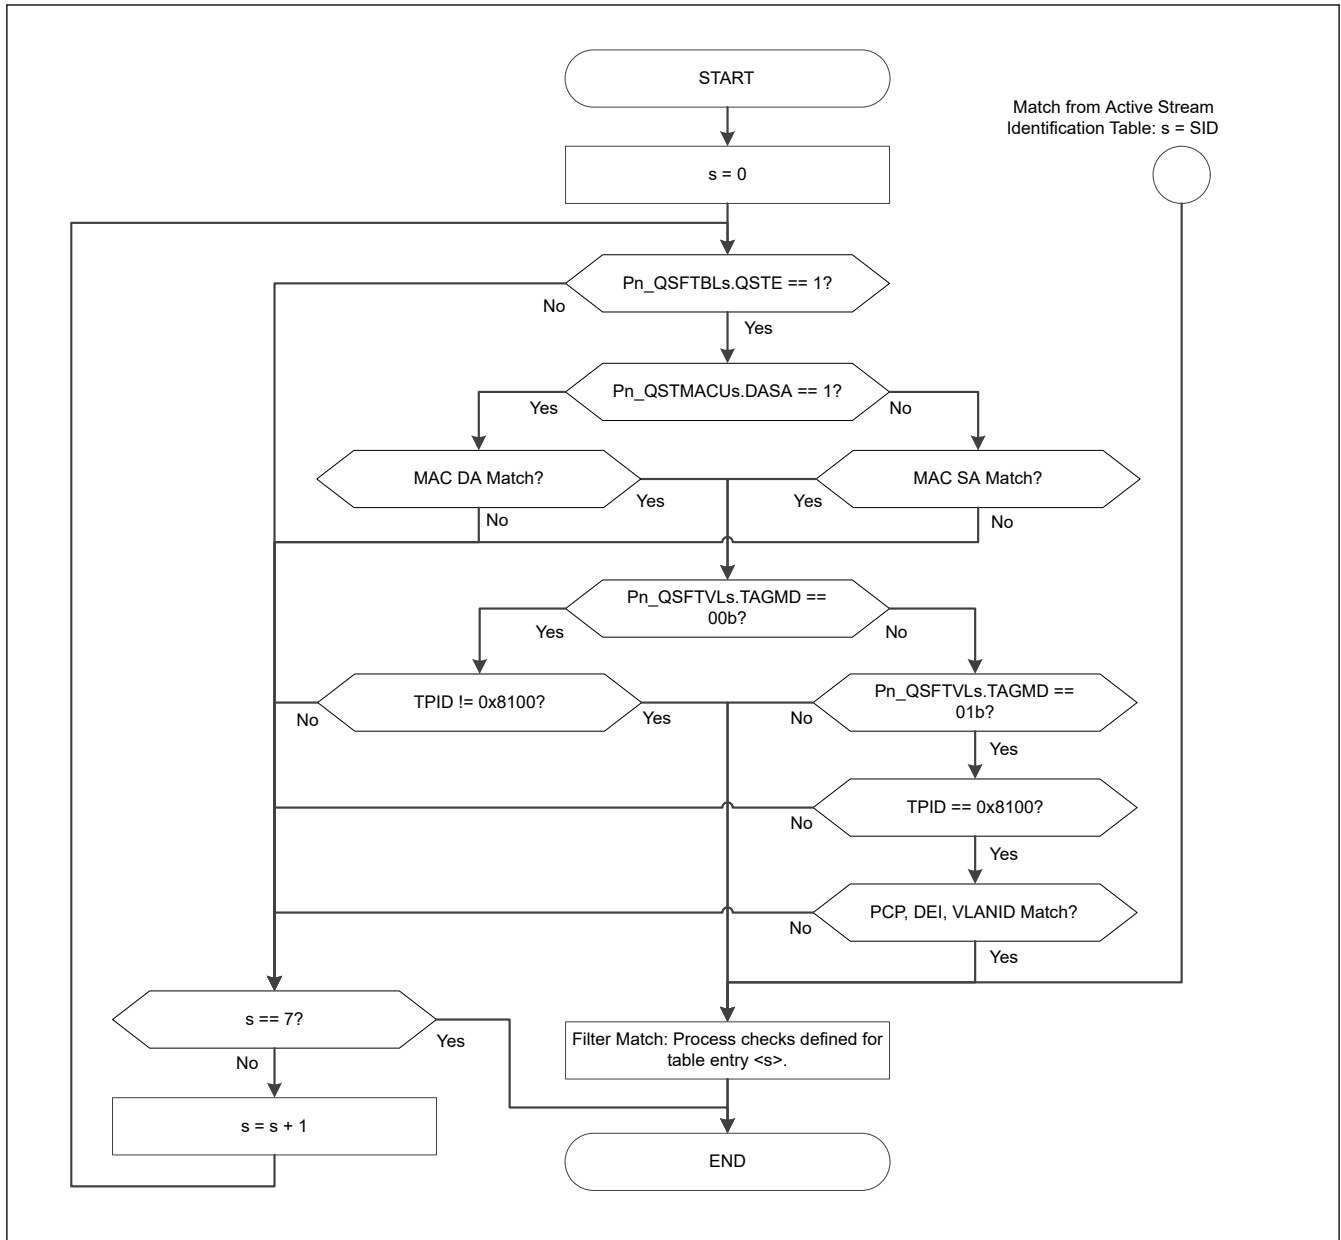 START
Match from Active Stream
Identification Table: s = SID
s = 0
Pn_QSFTBLs.QSTE == 1?
No
Yes
Pn_QSTMACUs.DASA == 1?
Yes
No
MAC DA Match?
MAC SA Match?
Yes
Yes
No
No
Pn_QSFTVLs.TAGMD ==
00b?
Yes
No
TPID != 0x8100?
Pn_QSFTVLs.TAGMD ==
01b?
No
Yes
No
Yes
TPID == 0x8100?
No
Yes
PCP, DEI, VLANID Match?
No
Yes
s == 7?
Yes
No
Filter Match: Process checks defined for
table entry <s>.
s = s + 1
END